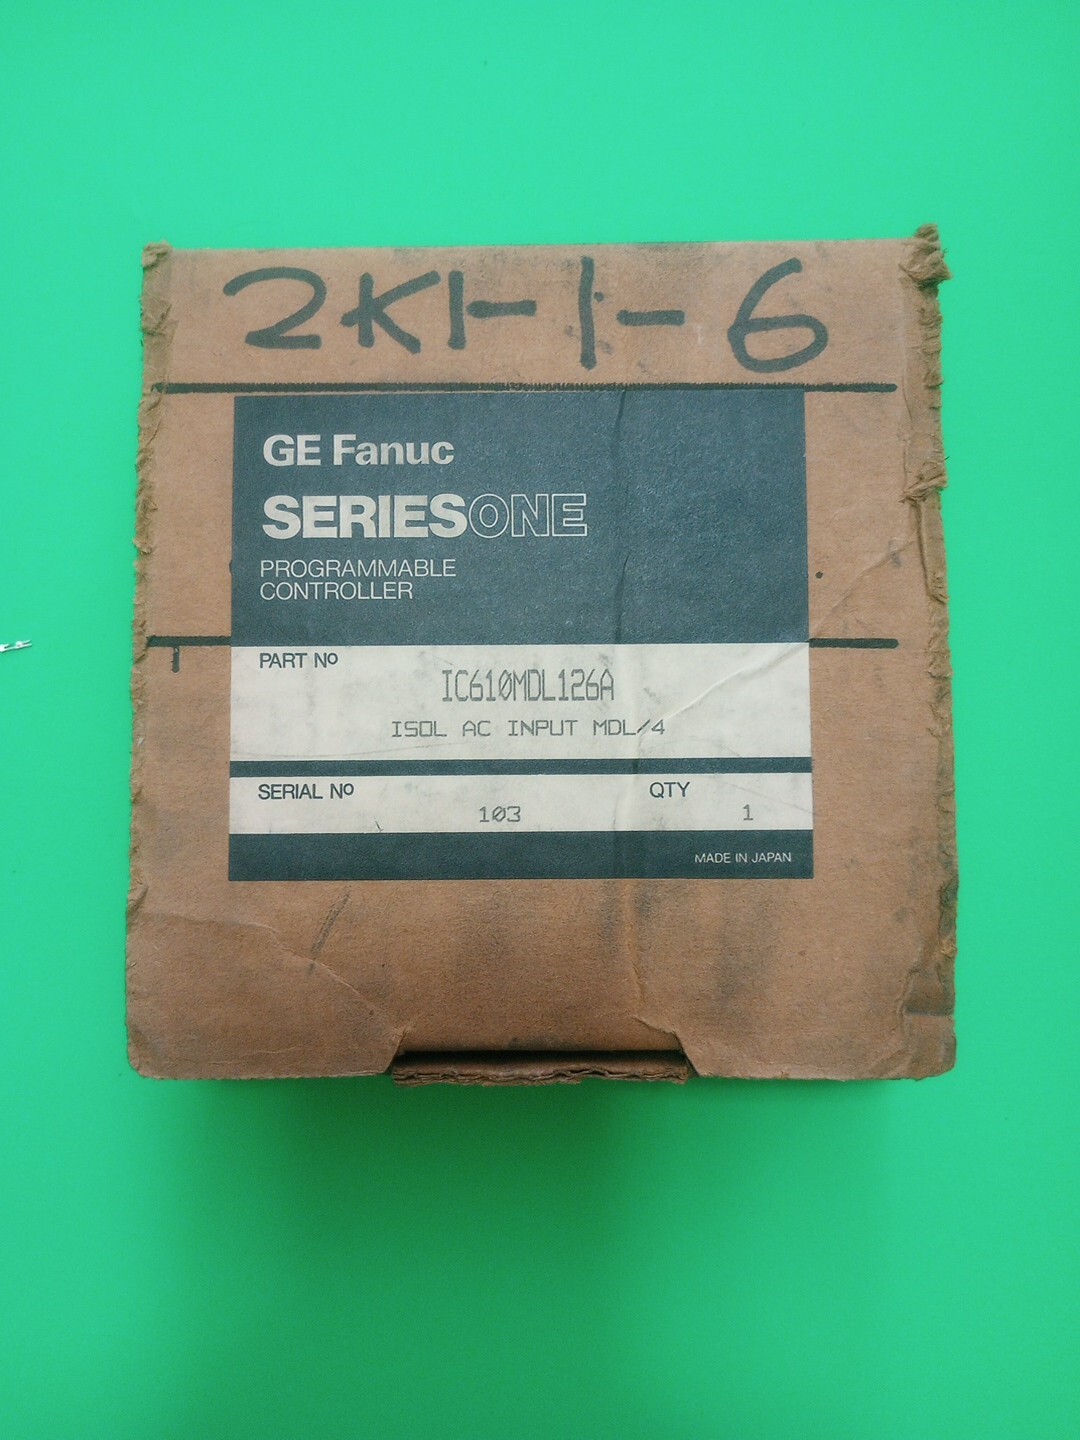 2K1-1-6
GE Fanuc
SERIESONE
PROGRAMMABLE
CONTROLLER
PART No
IC610MDL126A
ISOL AC INPUT MDL/4
SERIAL No QTY
103 1
MADE IN JAPAN